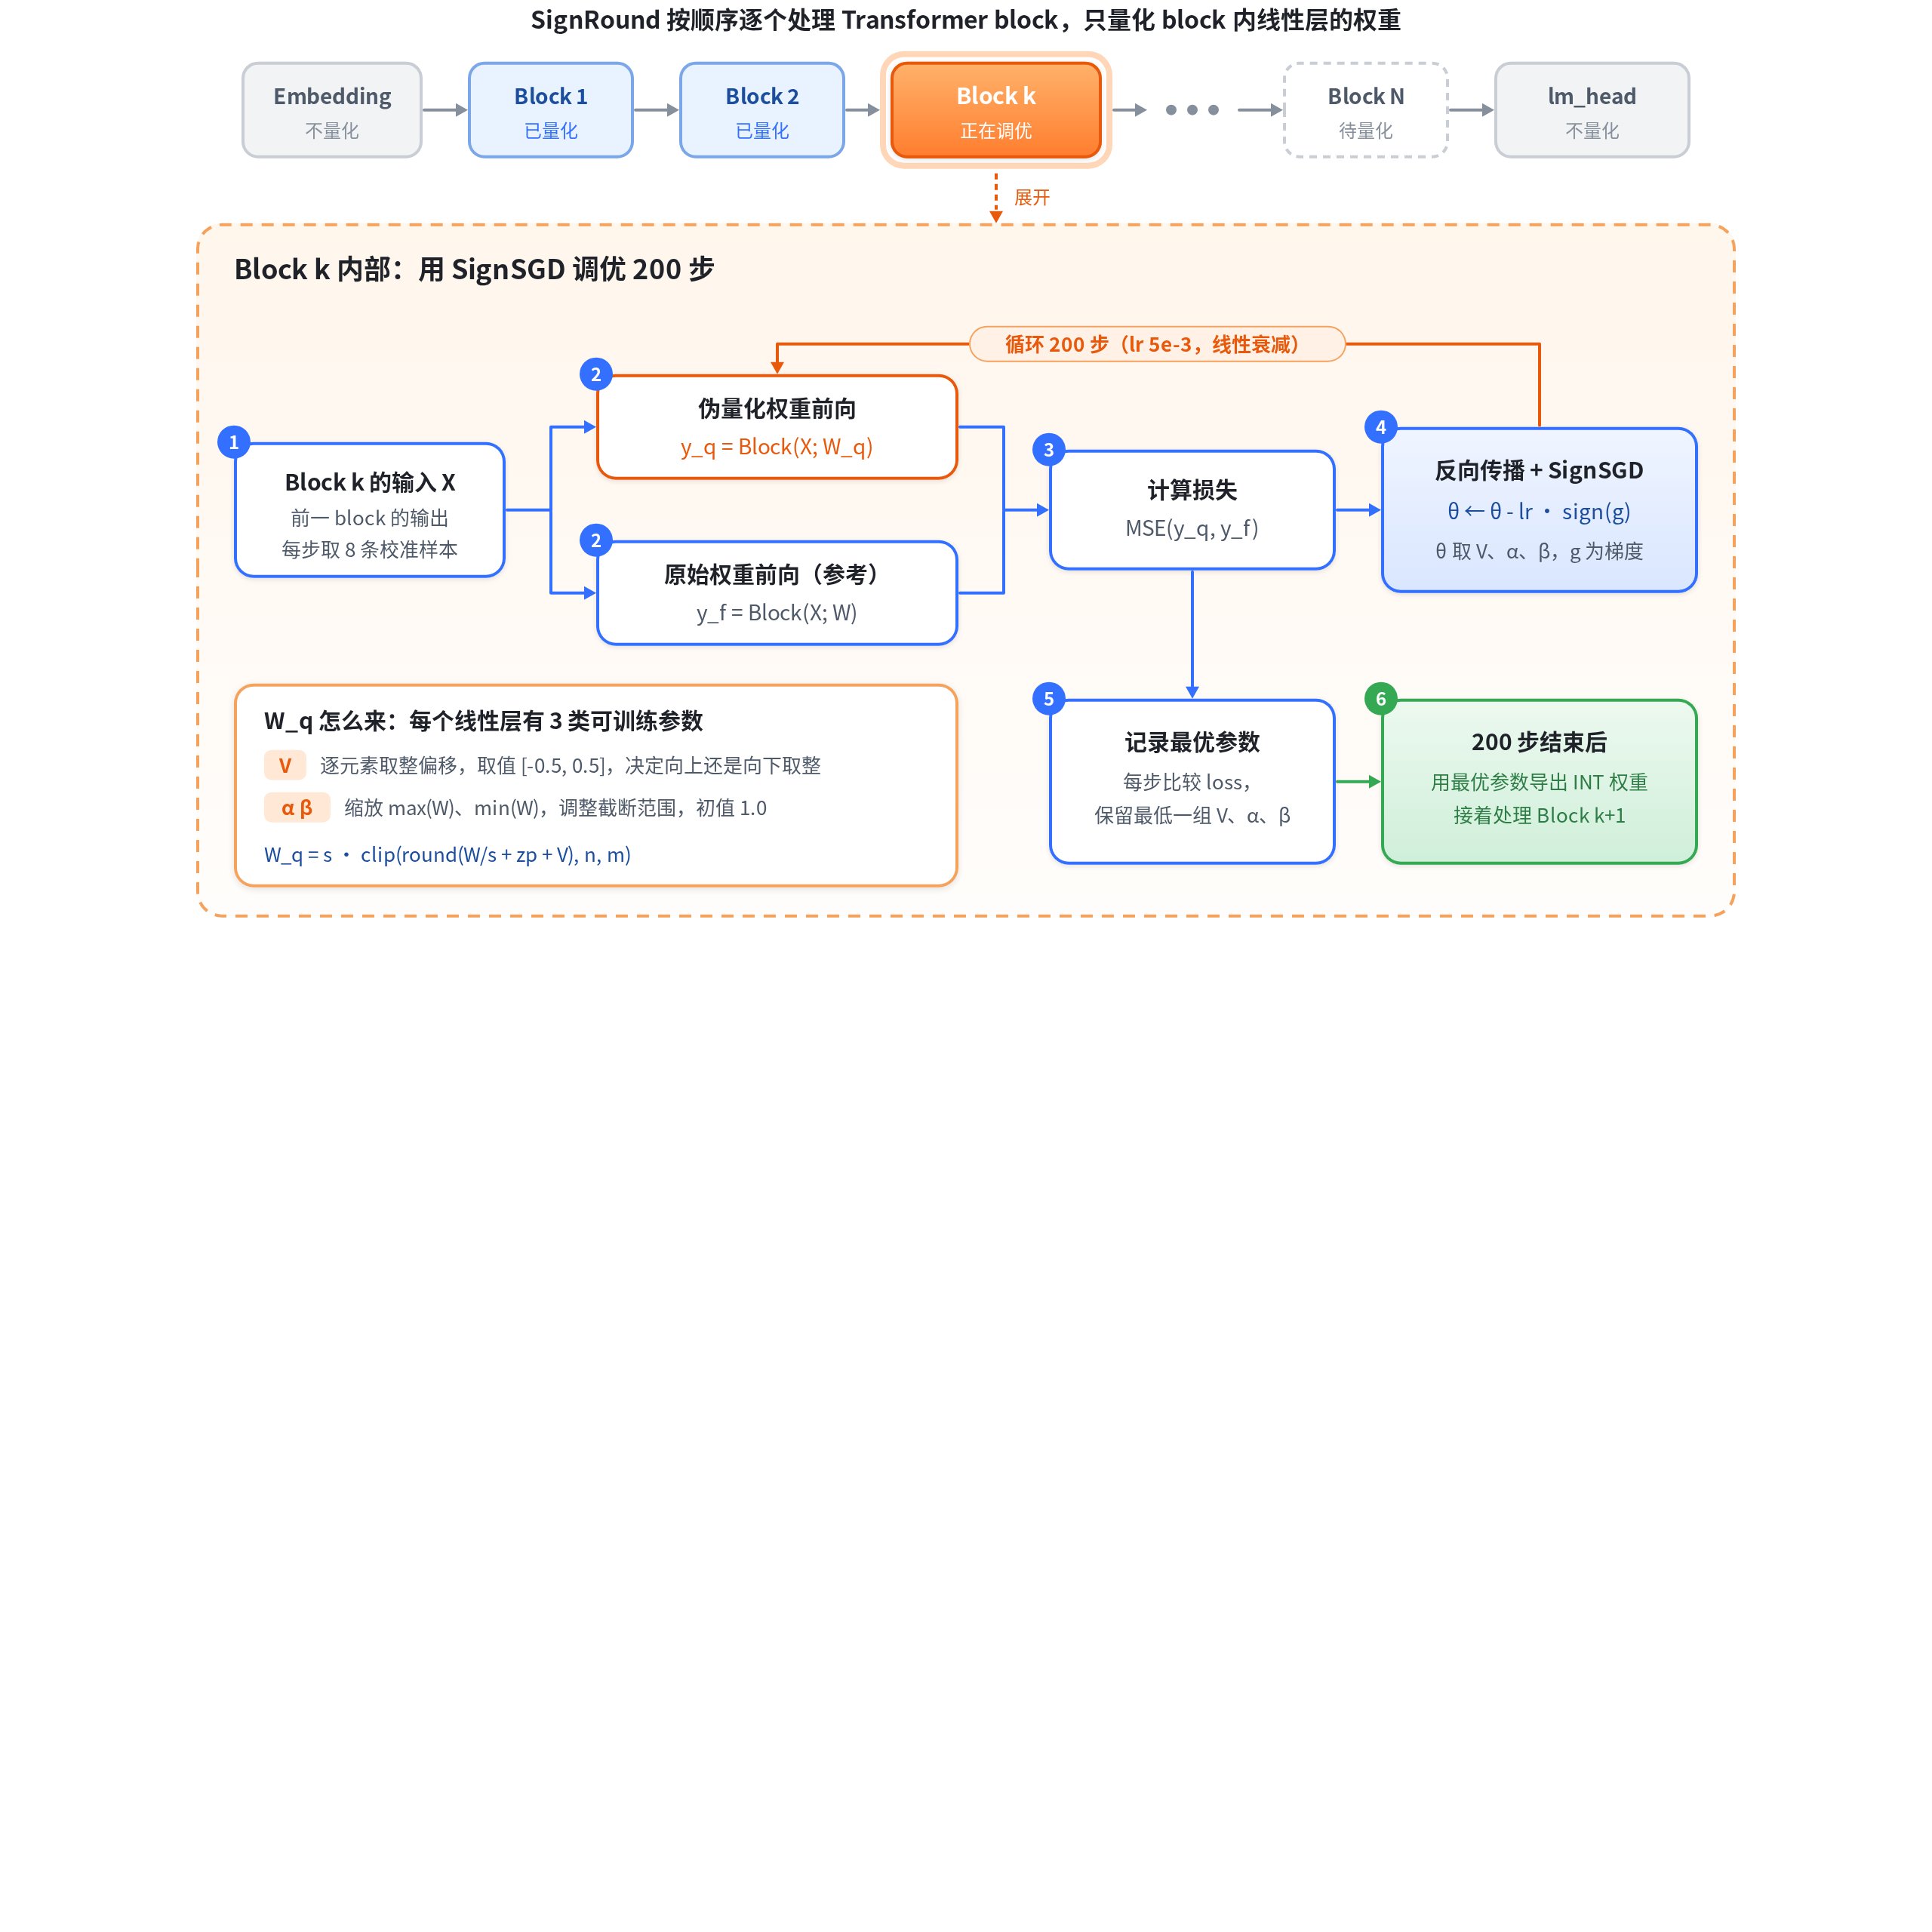 SignRound 按顺序逐个处理 Transformer block，只量化 block 内线性层的权重
Embedding
不量化
Block 1
已量化
Block 2
已量化
Block k
正在调优
Block N
待量化
lm_head
不量化
展开
Block k 内部：用 SignSGD 调优 200 步
循环 200 步（lr 5e-3，线性衰减）
1
Block k 的输入 X
前一 block 的输出
每步取 8 条校准样本
2
伪量化权重前向
y_q = Block(X; W_q)
2
原始权重前向（参考）
y_f = Block(X; W)
3
计算损失
MSE(y_q, y_f)
4
反向传播 + SignSGD
θ ← θ - lr · sign(g)
θ 取 V、α、β，g 为梯度
W_q 怎么来：每个线性层有 3 类可训练参数
V 逐元素取整偏移，取值 [-0.5, 0.5]，决定向上还是向下取整
α β 缩放 max(W)、min(W)，调整截断范围，初值 1.0
W_q = s · clip(round(W/s + zp + V), n, m)
5
记录最优参数
每步比较 loss，
保留最低一组 V、α、β
6
200 步结束后
用最优参数导出 INT 权重
接着处理 Block k+1